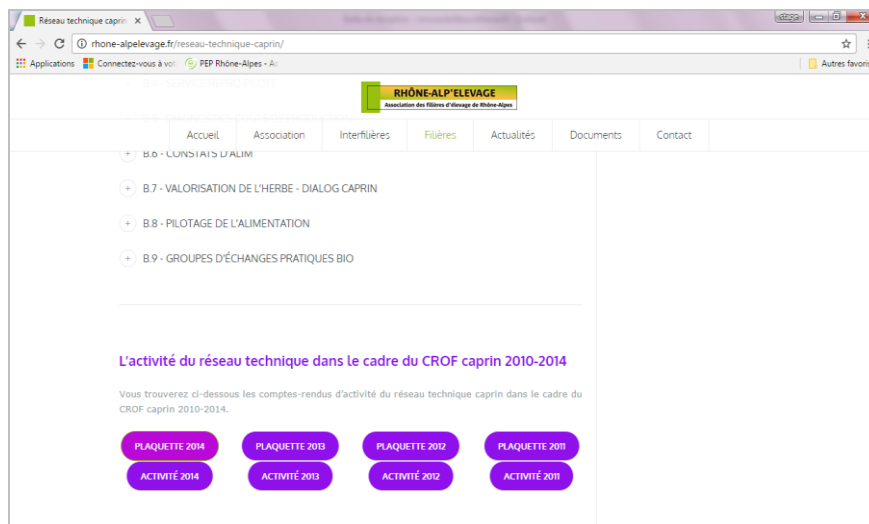 Réseau technique caprin
stage
rhone-alpelevage.fr/reseau-technique-caprin/
Applications Connectez-vous à vot PEP Rhône-Alpes - Ac Autres favoris
RHÔNE-ALP'ELEVAGE
Association des filières d'élevage de Rhône-Alpes
Accueil Association Interfilières Filières Actualités Documents Contact
B.6 - CONSTATS D'ALIM
B.7 - VALORISATION DE L'HERBE - DIALOG CAPRIN
B.8 - PILOTAGE DE L'ALIMENTATION
B.9 - GROUPES D'ÉCHANGES PRATIQUES BIO
L'activité du réseau technique dans le cadre du CROF caprin 2010-2014
Vous trouverez ci-dessous les comptes-rendus d'activité du réseau technique caprin dans le cadre du
CROF caprin 2010-2014.
PLAQUETTE 2014 PLAQUETTE 2013 PLAQUETTE 2012 PLAQUETTE 2011
ACTIVITÉ 2014 ACTIVITÉ 2013 ACTIVITÉ 2012 ACTIVITÉ 2011